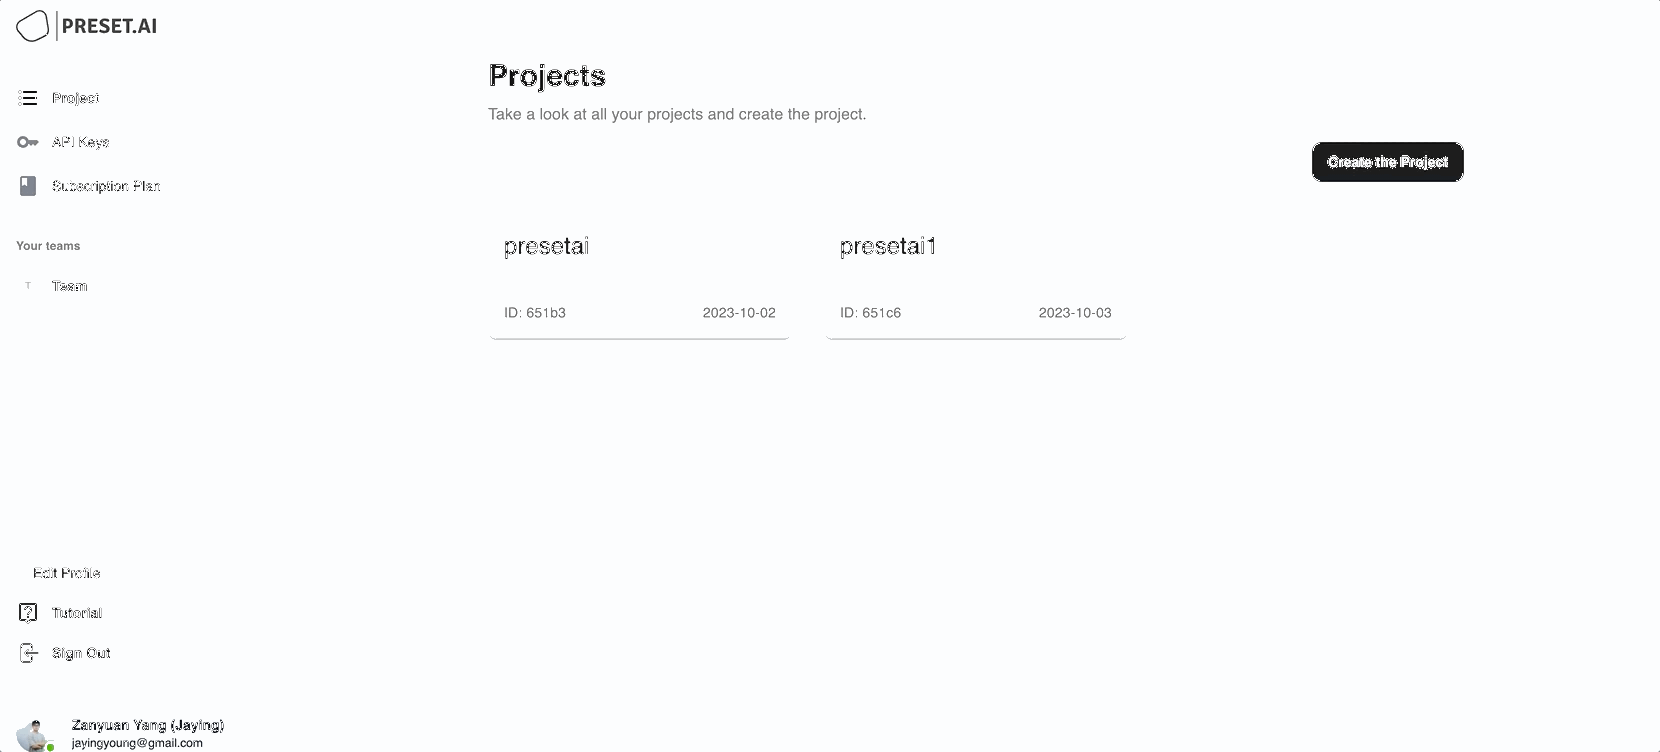 PRESET.AI
Project
API Keys
Subscription Plan
Your teams
T
Team
Edit Profile
Tutorial
Sign Out
Zanyuan Yang (Jaying)
jayingyoung@gmail.com
Projects
Take a look at all your projects and create the project.
Create the Project
presetai
ID: 651b3 2023-10-02
presetai1
ID: 651c6 2023-10-03